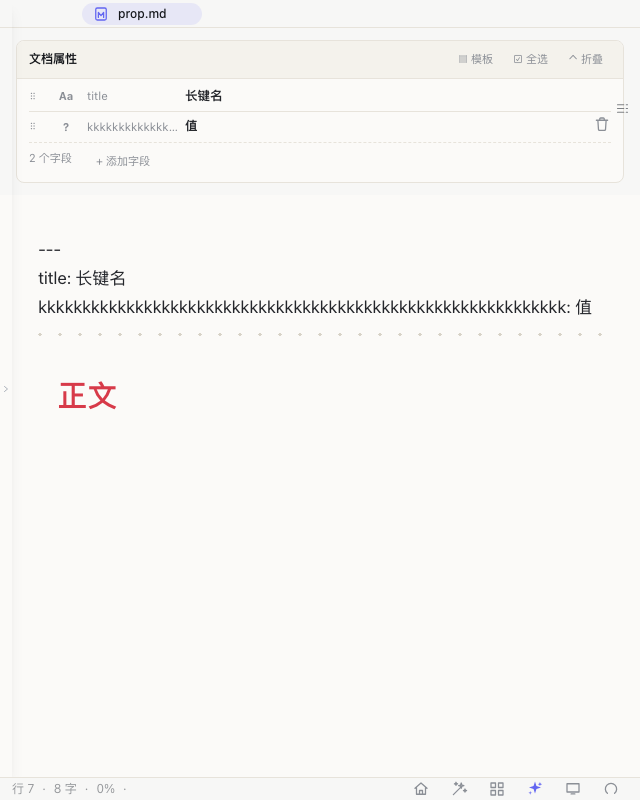 prop.md
文档属性 模板 全选 折叠
Aa title 长键名
? kkkkkkkkkkkkk... 值
2 个字段 + 添加字段
---
title: 长键名
kkkkkkkkkkkkkkkkkkkkkkkkkkkkkkkkkkkkkkkkkkkkkkkkkkkkkkkkkkkk: 值
正文
行 7 · 8 字 · 0% ·